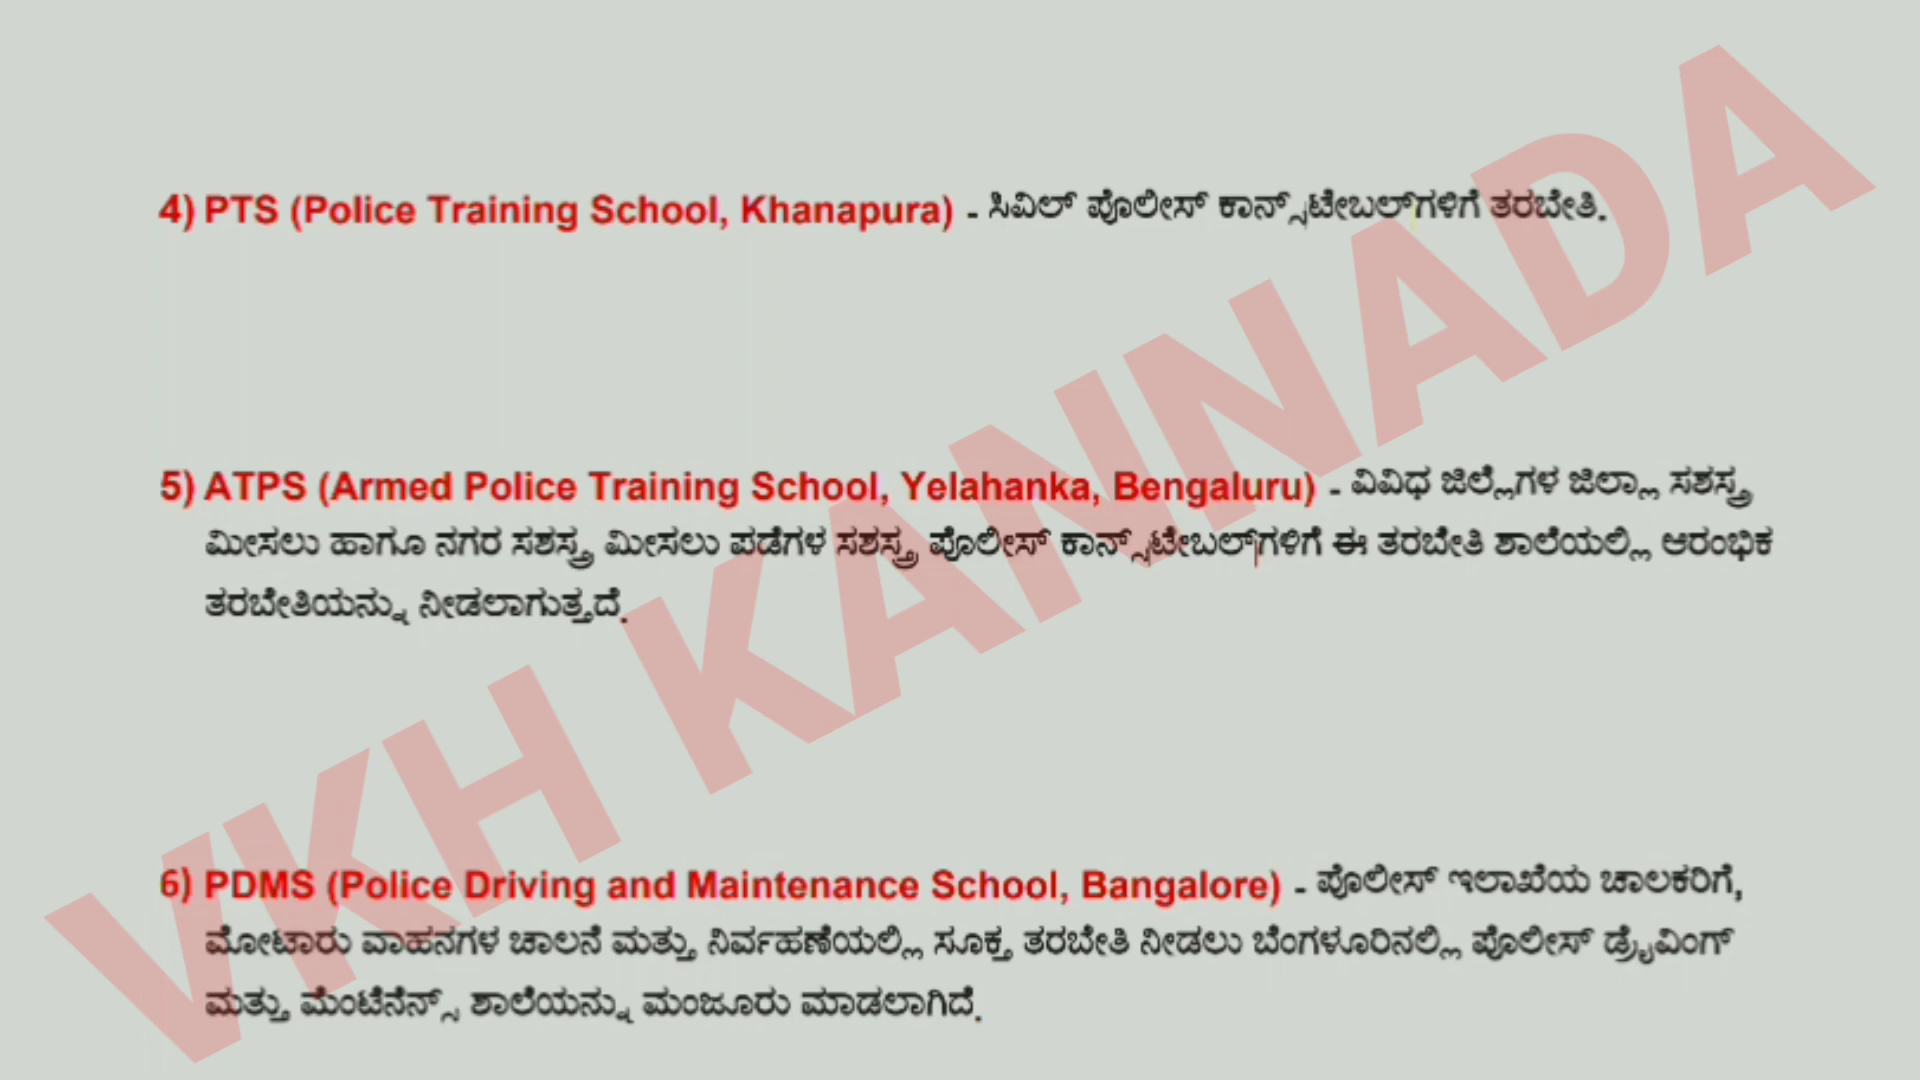 4) PTS (Police Training School, Khanapura) - ಸಿವಿಲ್ ಪೊಲೀಸ್ ಕಾನ್ಸ್‌ಟೇಬಲ್‌ಗಳಿಗೆ ತರಬೇತಿ.
5) ATPS (Armed Police Training School, Yelahanka, Bengaluru) - ವಿವಿಧ ಜಿಲ್ಲೆಗಳ ಜಿಲ್ಲಾ ಸಶಸ್ತ್ರ
ಮೀಸಲು ಹಾಗೂ ನಗರ ಸಶಸ್ತ್ರ ಮೀಸಲು ಪಡೆಗಳ ಸಶಸ್ತ್ರ ಪೊಲೀಸ್ ಕಾನ್ಸ್‌ಟೇಬಲ್‌ಗಳಿಗೆ ಈ ತರಬೇತಿ ಶಾಲೆಯಲ್ಲಿ ಆರಂಭಿಕ
ತರಬೇತಿಯನ್ನು ನೀಡಲಾಗುತ್ತದೆ.
6) PDMS (Police Driving and Maintenance School, Bangalore) - ಪೊಲೀಸ್ ಇಲಾಖೆಯ ಚಾಲಕರಿಗೆ,
ಮೋಟಾರು ವಾಹನಗಳ ಚಾಲನೆ ಮತ್ತು ನಿರ್ವಹಣೆಯಲ್ಲಿ ಸೂಕ್ತ ತರಬೇತಿ ನೀಡಲು ಬೆಂಗಳೂರಿನಲ್ಲಿ ಪೊಲೀಸ್ ಡ್ರೈವಿಂಗ್
ಮತ್ತು ಮೆಂಟೆನೆನ್ಸ್ ಶಾಲೆಯನ್ನು ಮಂಜೂರು ಮಾಡಲಾಗಿದೆ.
VKH KANNADA